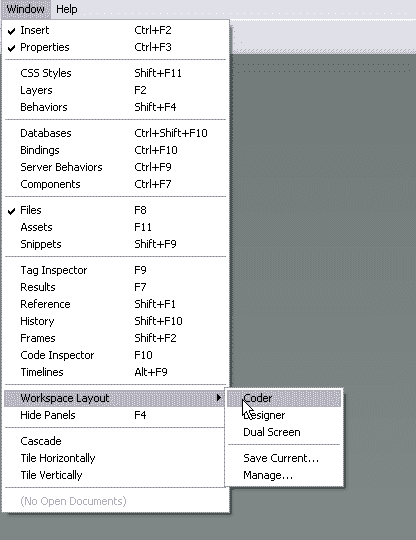 Window Help
Insert Ctrl+F2
Properties Ctrl+F3
CSS Styles Shift+F11
Layers F2
Behaviors Shift+F4
Databases Ctrl+Shift+F10
Bindings Ctrl+F10
Server Behaviors Ctrl+F9
Components Ctrl+F7
Files F8
Assets F11
Snippets Shift+F9
Tag Inspector F9
Results F7
Reference Shift+F1
History Shift+F10
Frames Shift+F2
Code Inspector F10
Timelines Alt+F9
Workspace Layout Coder
Hide Panels F4 Designer
Dual Screen
Cascade
Tile Horizontally Save Current...
Tile Vertically Manage...
(No Open Documents)